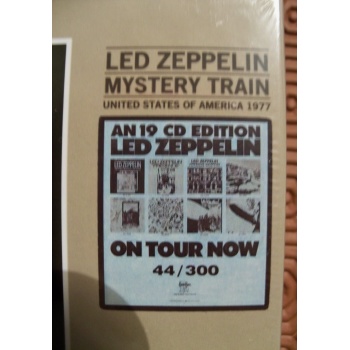 LED ZEPPELIN
MYSTERY TRAIN
UNITED STATES OF AMERICA 1977
AN 19 CD EDITION
LED ZEPPELIN
ON TOUR NOW
44/300